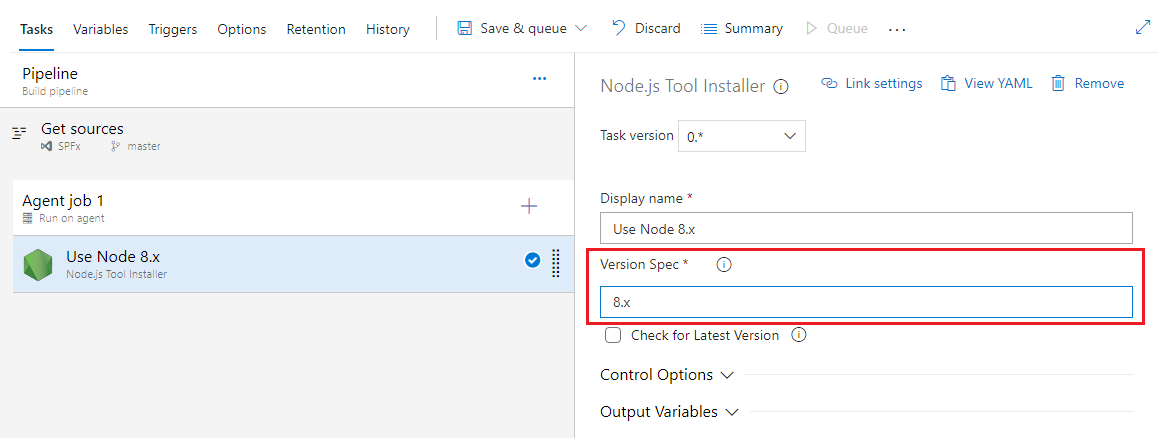 Tasks Variables Triggers Options Retention History Save & queue Discard Summary Queue ...
Pipeline ...
Build pipeline
Get sources
SPFx master
Agent job 1
Run on agent
Use Node 8.x
Node.js Tool Installer
Node.js Tool Installer Link settings View YAML Remove
Task version 0.*
Display name *
Use Node 8.x
Version Spec *
8.x
Check for Latest Version
Control Options
Output Variables